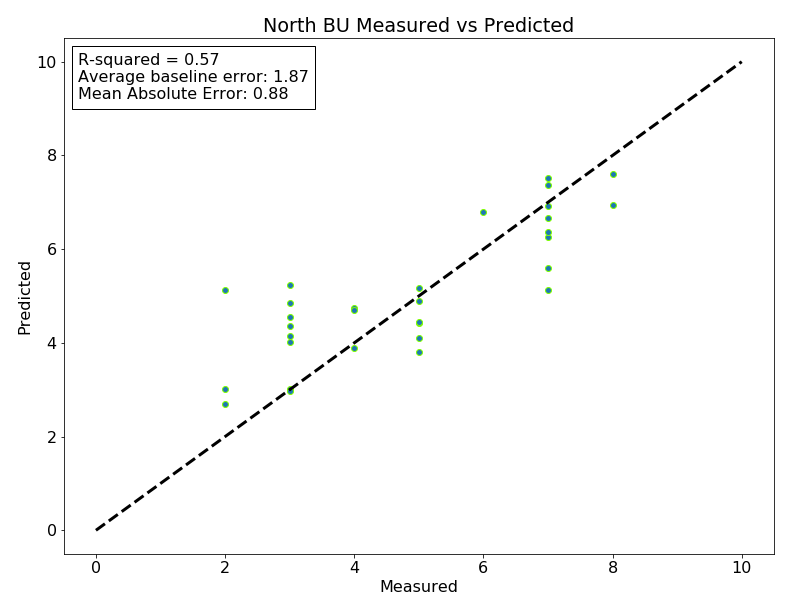 North BU Measured vs Predicted
R-squared = 0.57
Average baseline error: 1.87
Mean Absolute Error: 0.88
10
8
6
4
2
0
Predicted
0 2 4 6 8 10
Measured